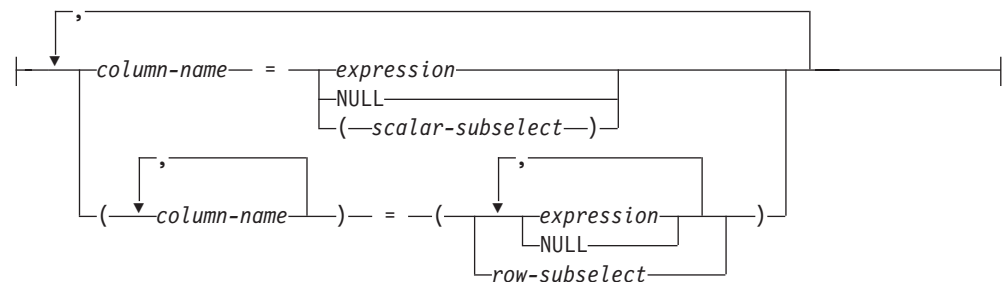 ,
column-name = expression
NULL
( scalar-subselect )
, ,
( column-name ) = ( expression )
NULL
row-subselect